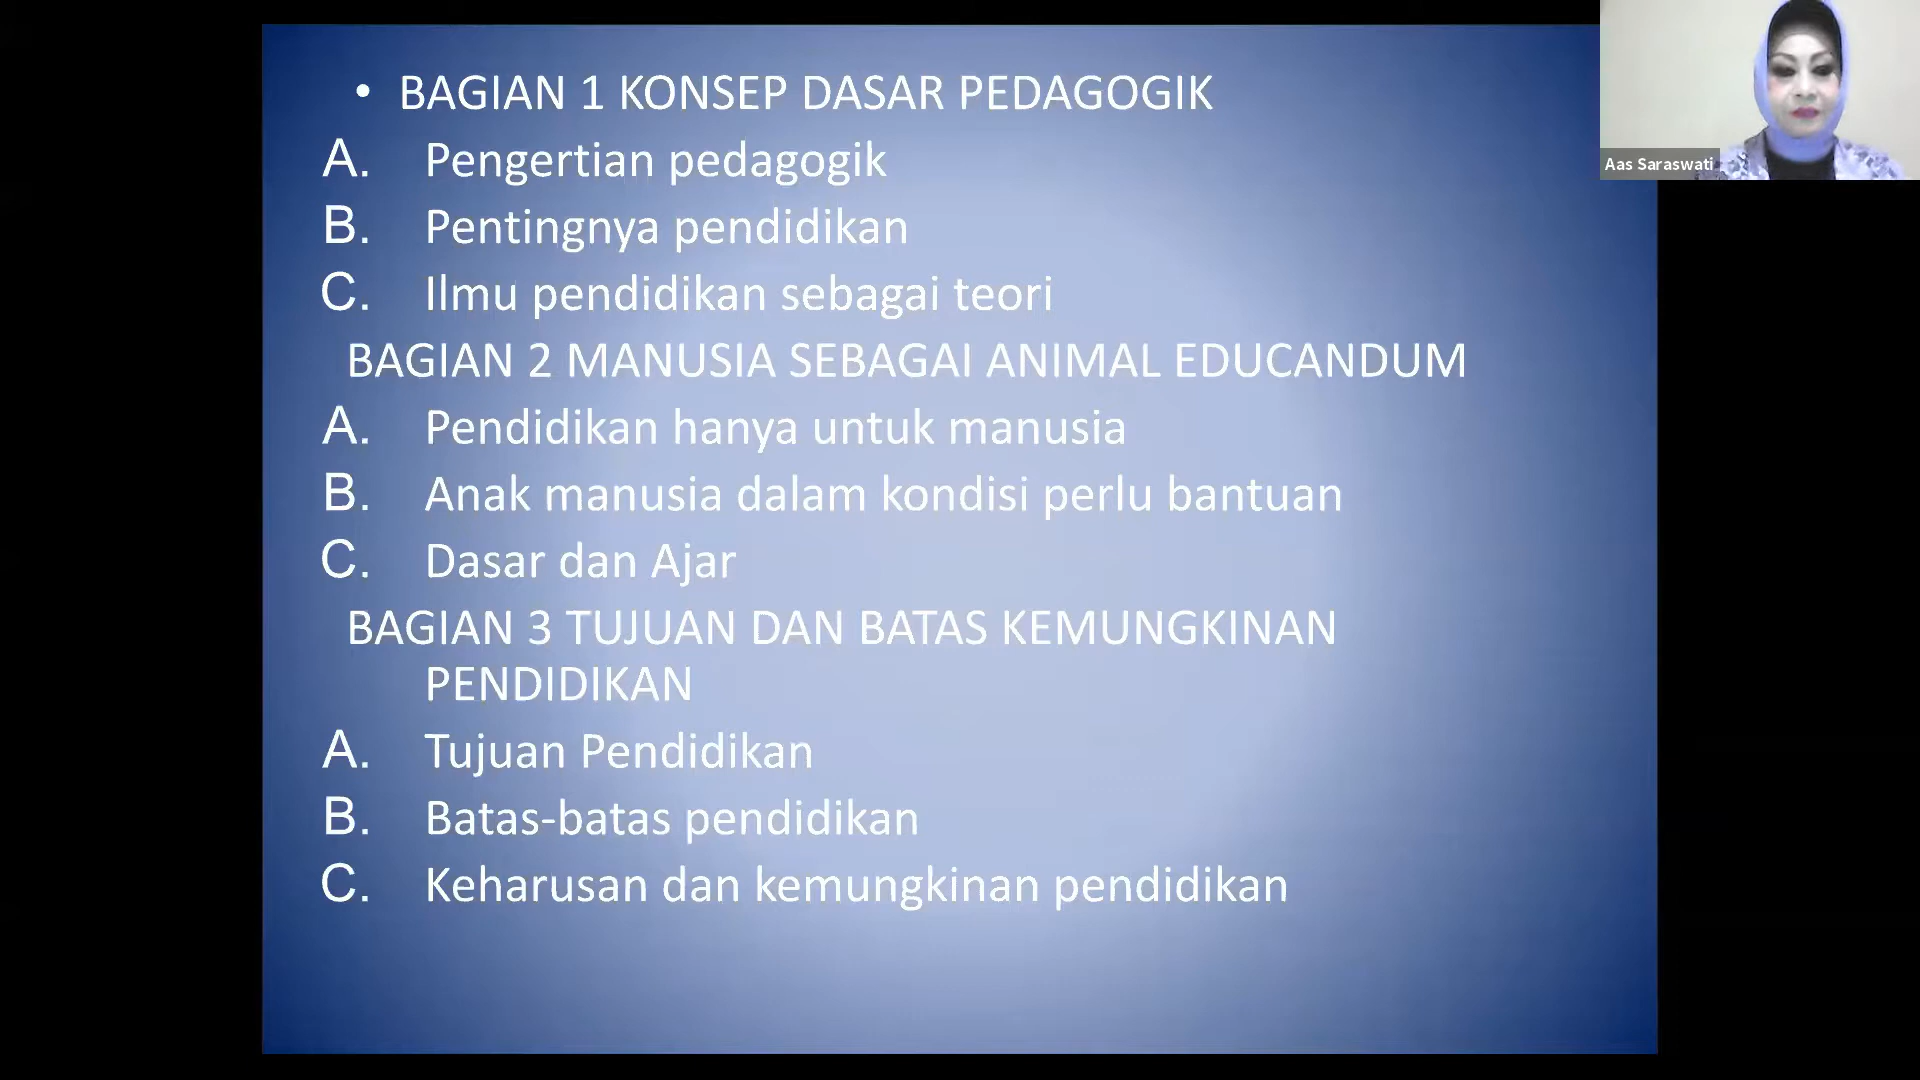 • BAGIAN 1 KONSEP DASAR PEDAGOGIK
A. Pengertian pedagogik
B. Pentingnya pendidikan
C. Ilmu pendidikan sebagai teori
BAGIAN 2 MANUSIA SEBAGAI ANIMAL EDUCANDUM
A. Pendidikan hanya untuk manusia
B. Anak manusia dalam kondisi perlu bantuan
C. Dasar dan Ajar
BAGIAN 3 TUJUAN DAN BATAS KEMUNGKINAN
PENDIDIKAN
A. Tujuan Pendidikan
B. Batas-batas pendidikan
C. Keharusan dan kemungkinan pendidikan
Aas Saraswati